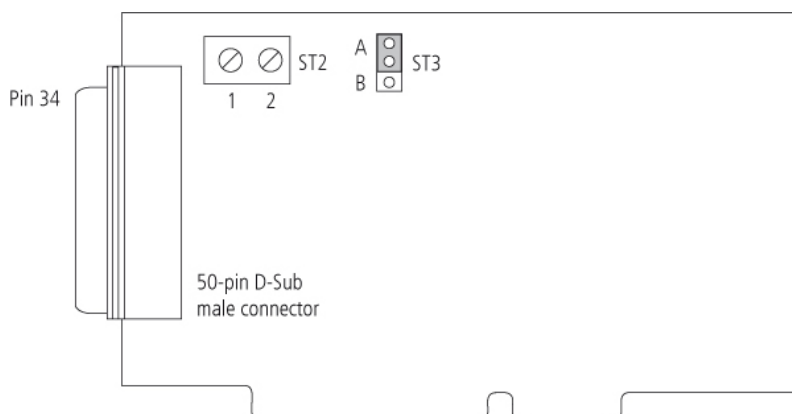 A
ST2
ST3
B
Pin 34
1 2
50-pin D-Sub
male connector